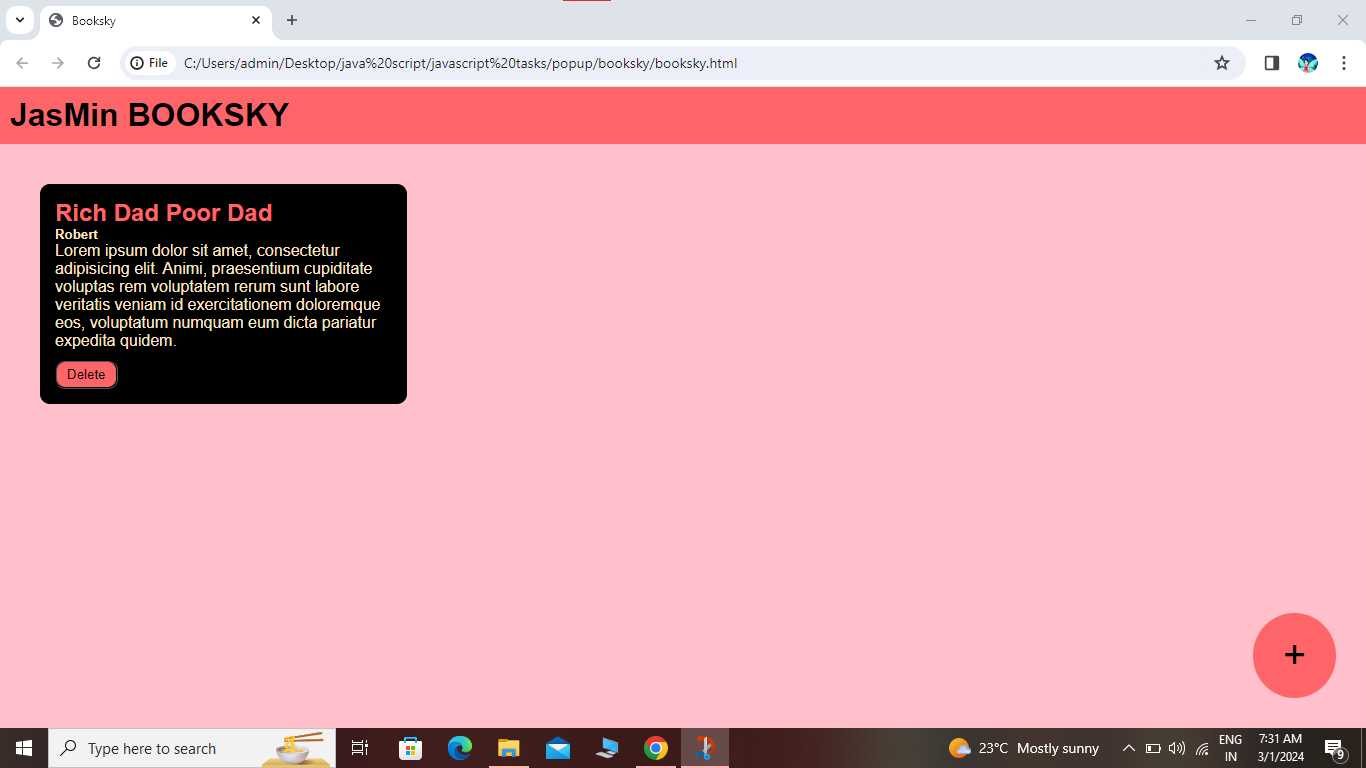 Booksky
File
C:/Users/admin/Desktop/java%20script/javascript%20tasks/popup/booksky/booksky.html
JasMin BOOKSKY
Rich Dad Poor Dad
Robert
Lorem ipsum dolor sit amet, consectetur
adipisicing elit. Animi, praesentium cupiditate
voluptas rem voluptatem rerum sunt labore
veritatis veniam id exercitationem doloremque
eos, voluptatum numquam eum dicta pariatur
expedita quidem.
Delete
+
Type here to search
23°C Mostly sunny
ENG
IN
7:31 AM
3/1/2024
9